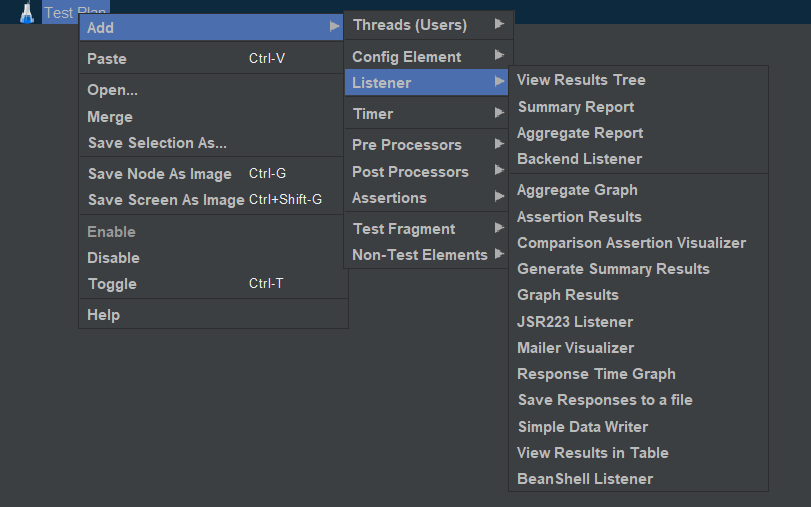 Test Plan
Add
Paste Ctrl-V
Open...
Merge
Save Selection As...
Save Node As Image Ctrl-G
Save Screen As Image Ctrl+Shift-G
Enable
Disable
Toggle Ctrl-T
Help
Threads (Users)
Config Element
Listener
Timer
Pre Processors
Post Processors
Assertions
Test Fragment
Non-Test Elements
View Results Tree
Summary Report
Aggregate Report
Backend Listener
Aggregate Graph
Assertion Results
Comparison Assertion Visualizer
Generate Summary Results
Graph Results
JSR223 Listener
Mailer Visualizer
Response Time Graph
Save Responses to a file
Simple Data Writer
View Results in Table
BeanShell Listener